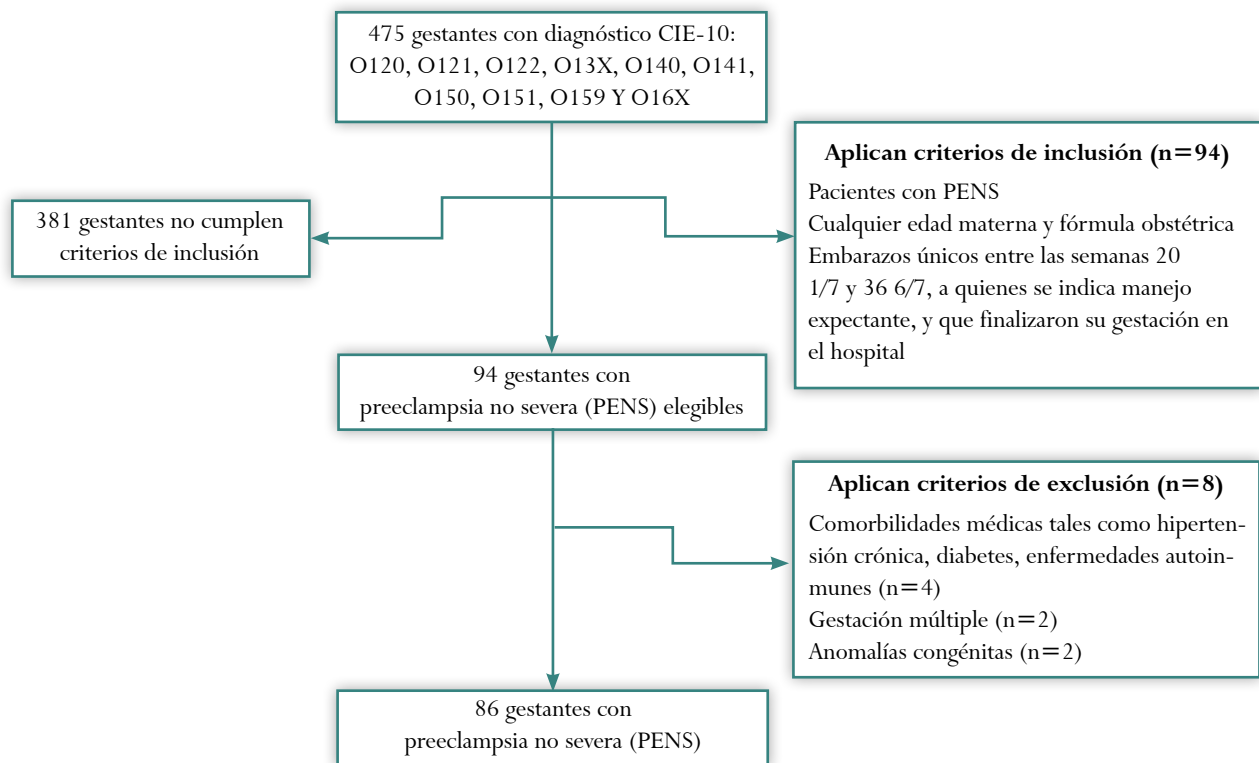 475 gestantes con diagnóstico CIE-10:
O120, O121, O122, O13X, O140, O141,
O150, O151, O159 Y O16X
381 gestantes no cumplen
criterios de inclusión
Aplican criterios de inclusión (n=94)
Pacientes con PENS
Cualquier edad materna y fórmula obstétrica
Embarazos únicos entre las semanas 20
1/7 y 36 6/7, a quienes se indica manejo
expectante, y que finalizaron su gestación en
el hospital
94 gestantes con
preeclampsia no severa (PENS) elegibles
Aplican criterios de exclusión (n=8)
Comorbilidades médicas tales como hiperten-
sión crónica, diabetes, enfermedades autoin-
munes (n=4)
Gestación múltiple (n=2)
Anomalías congénitas (n=2)
86 gestantes con
preeclampsia no severa (PENS)